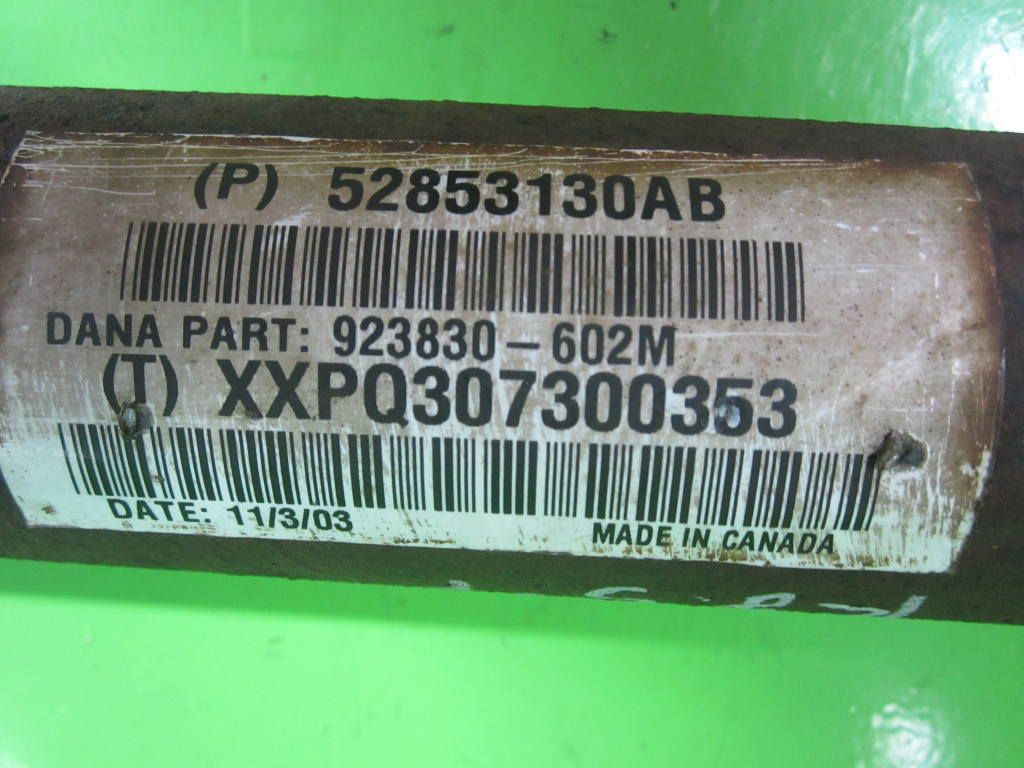 (P) 52853130AB
DANA PART: 923830-602M
(T) XXPQ307300353
DATE: 11/3/03
MADE IN CANADA